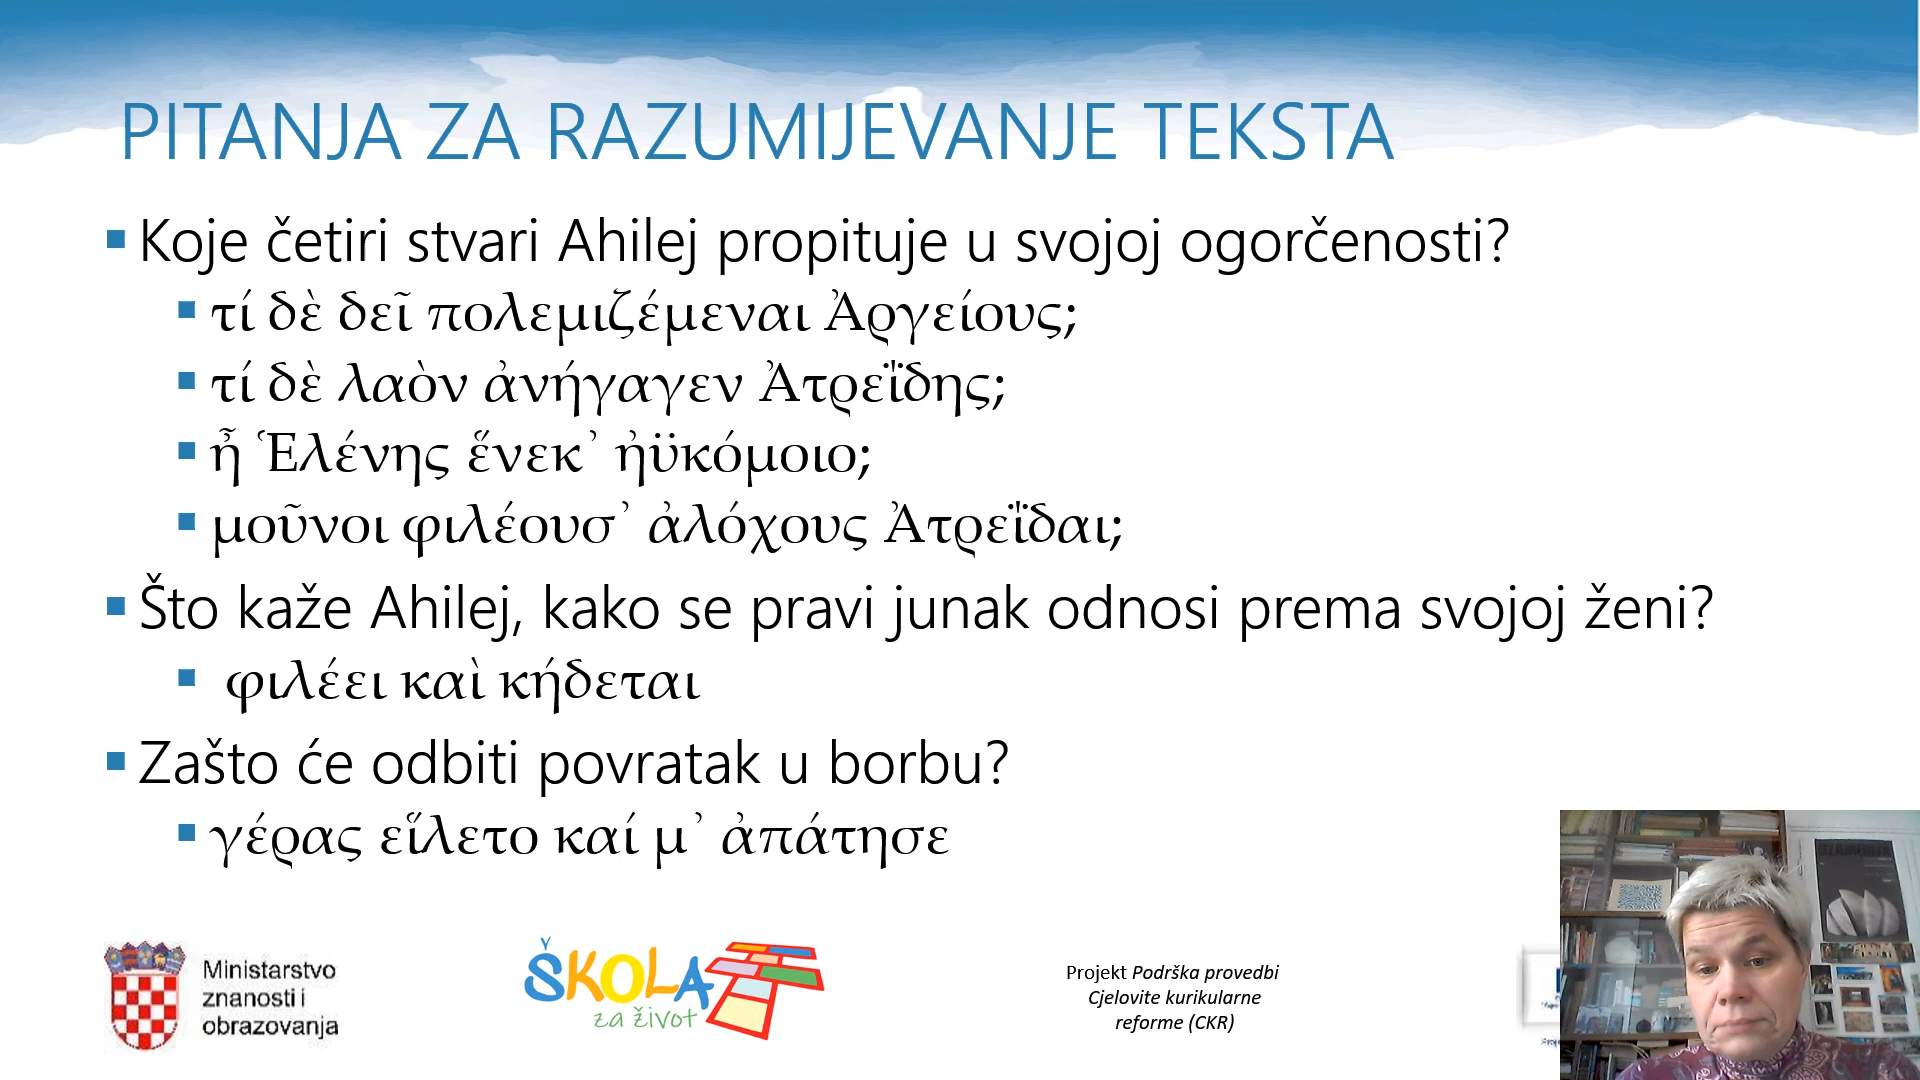 PITANJA ZA RAZUMIJEVANJE TEKSTA
Koje četiri stvari Ahilej propituje u svojoj ogorčenosti?
τί δὲ δεῖ πολεμιζέμεναι Ἀργείους;
τί δὲ λαὸν ἀνήγαγεν Ἀτρεΐδης;
ἦ Ἑλένης ἕνεκ᾽ ἠϋκόμοιο;
μοῦνοι φιλέουσ᾽ ἀλόχους Ἀτρεΐδαι;
Što kaže Ahilej, kako se pravi junak odnosi prema svojoj ženi?
φιλέει καὶ κήδεται
Zašto će odbiti povratak u borbu?
γέρας εἵλετο καί μ᾽ ἀπάτησε
Ministarstvo
znanosti i
obrazovanja
ŠKOLA
za život
Projekt Podrška provedbi
Cjelovite kurikularne
reforme (CKR)